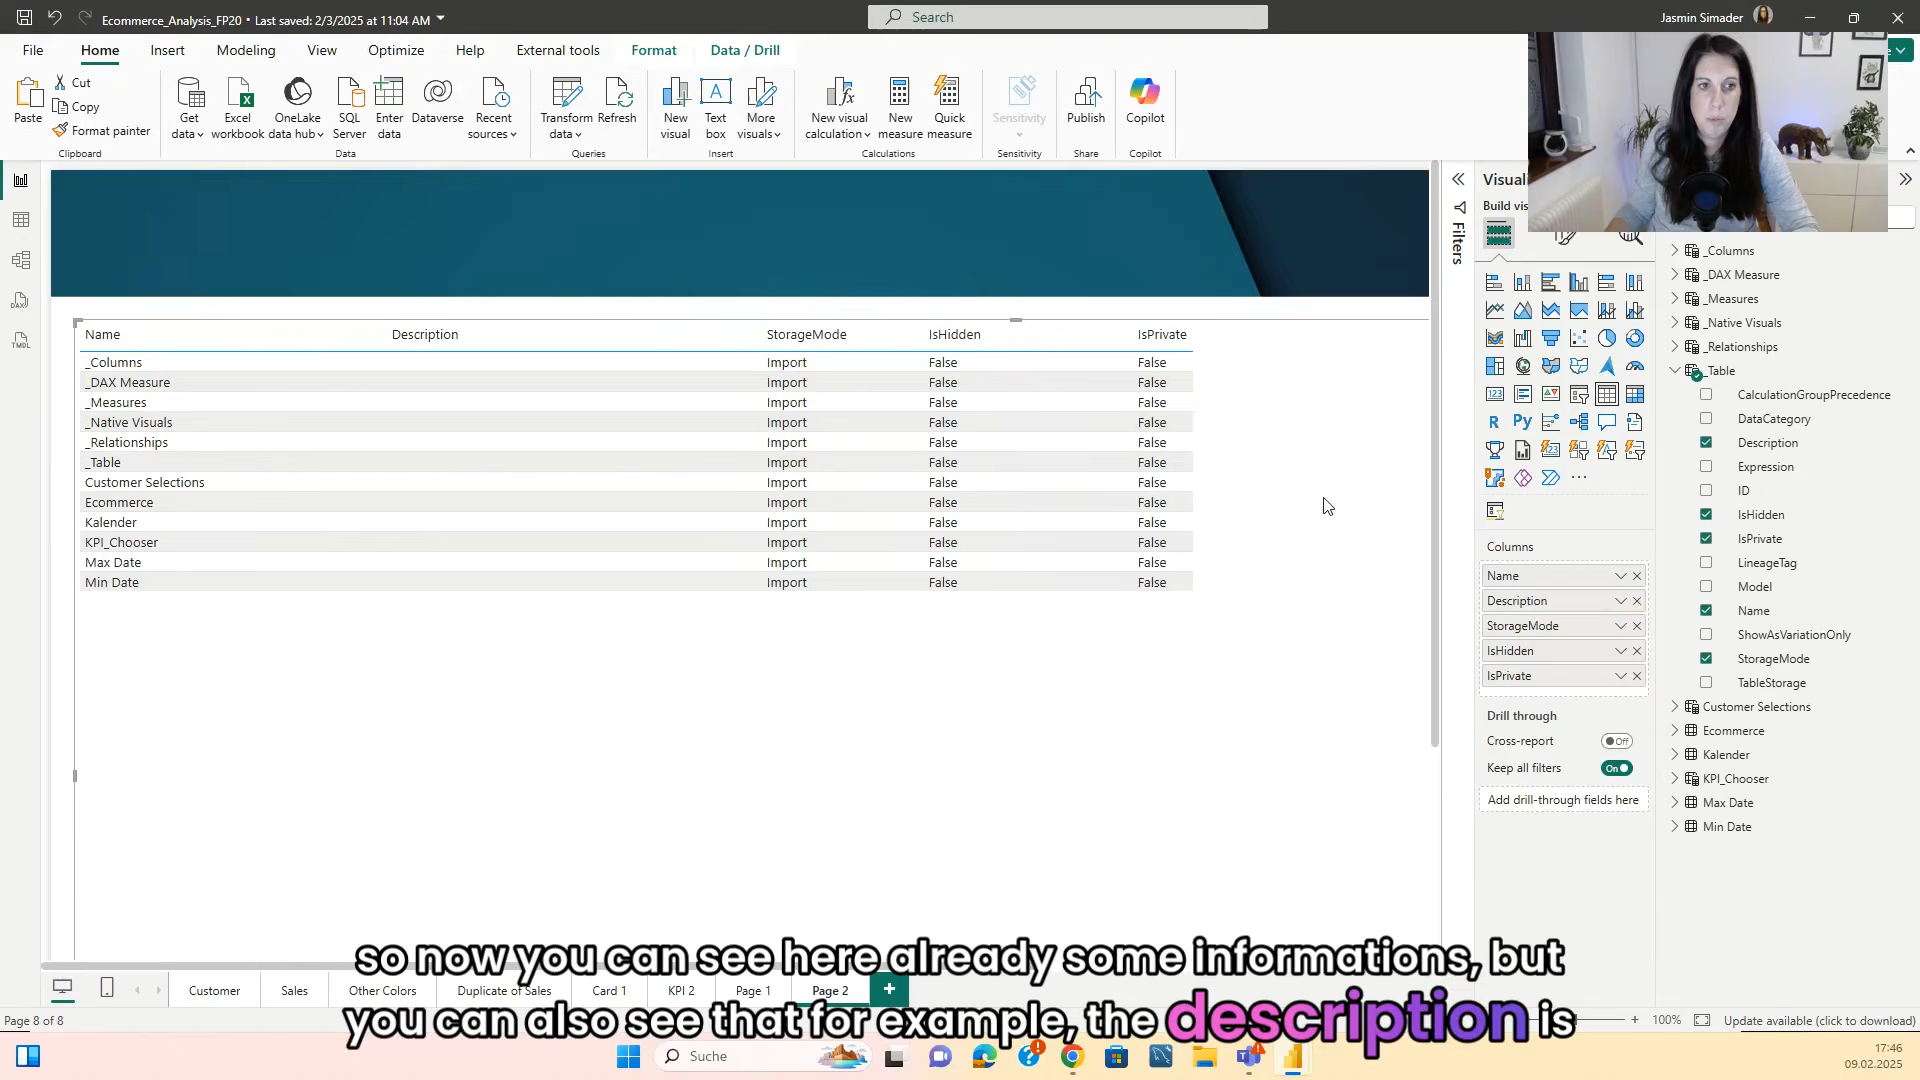 Ecommerce_Analysis_FP20 • Last saved: 2/3/2025 at 11:04 AM
Search
Jasmin Simader
File Home Insert Modeling View Optimize Help External tools Format Data / Drill
Paste
Cut
Copy
Format painter
Get data
Excel workbook
OneLake data hub
SQL Server
Enter data
Dataverse
Recent sources
Transform data
Refresh
New visual
Text box
More visuals
New visual calculation
New measure
Quick measure
Sensitivity
Publish
Copilot
Clipboard Data Queries Insert Calculations Sensitivity Share Copilot
Name Description StorageMode IsHidden IsPrivate
_Columns Import False False
_DAX Measure Import False False
_Measures Import False False
_Native Visuals Import False False
_Relationships Import False False
_Table Import False False
Customer Selections Import False False
Ecommerce Import False False
Kalender Import False False
KPI_Chooser Import False False
Max Date Import False False
Min Date Import False False
Filters
Visuali
Build vis
Columns
Name
Description
StorageMode
IsHidden
IsPrivate
Drill through
Cross-report Off
Keep all filters On
Add drill-through fields here
_Columns
_DAX Measure
_Measures
_Native Visuals
_Relationships
_Table
CalculationGroupPrecedence
DataCategory
Description
Expression
ID
IsHidden
IsPrivate
LineageTag
Model
Name
ShowAsVariationOnly
StorageMode
TableStorage
Customer Selections
Ecommerce
Kalender
KPI_Chooser
Max Date
Min Date
so now you can see here already some informations, but
you can also see that for example, the description is
Customer Sales Other Colors Duplicate of Sales Card 1 KPI 2 Page 1 Page 2
Page 8 of 8
100%
Update available (click to download)
Suche
17:46
09.02.2025